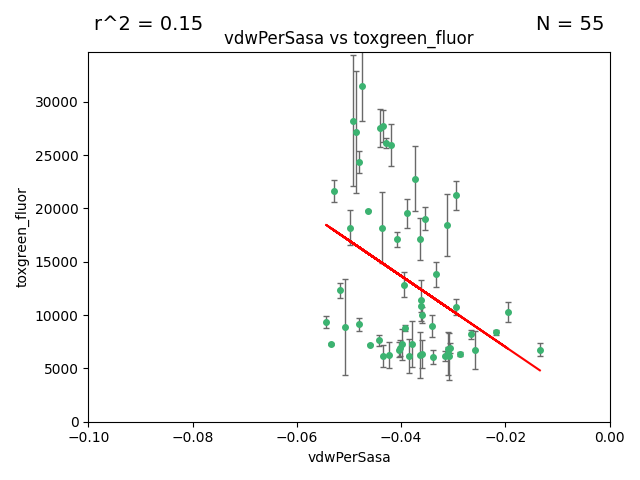 r^2 = 0.15
N = 55
vdwPerSasa vs toxgreen_fluor
toxgreen_fluor
30000
25000
20000
15000
10000
5000
0
−0.10
−0.08
−0.06
−0.04
−0.02
0.00
vdwPerSasa